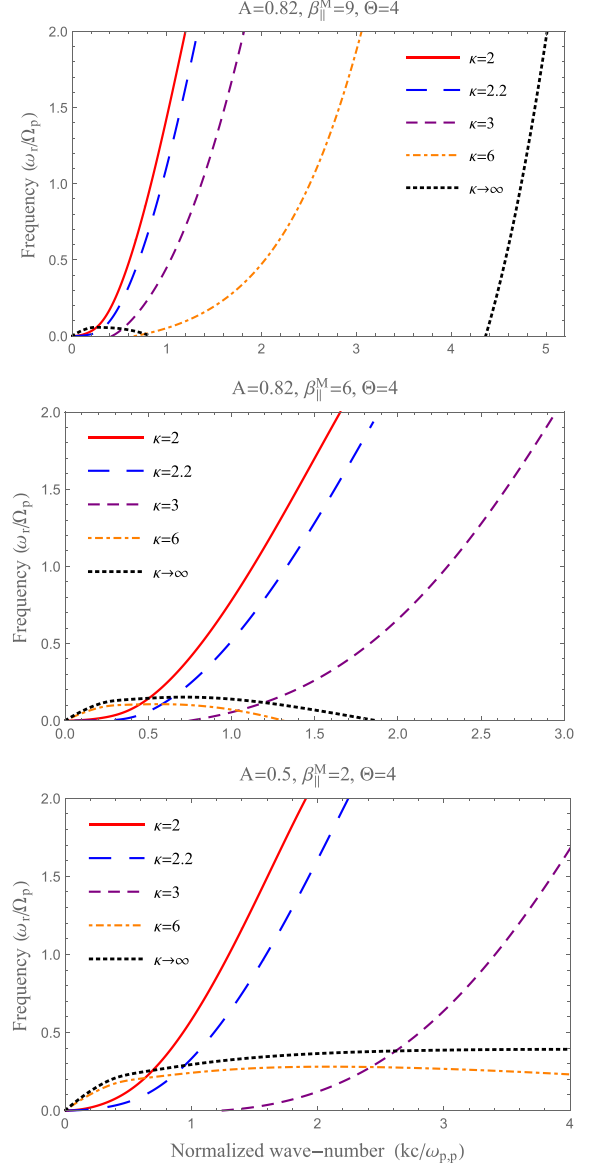 A=0.82, β∥ᴹ=9, Θ=4
2.0
1.5
1.0
0.5
0.0
Frequency (ωᵣ/Ωₚ)
κ=2
κ=2.2
κ=3
κ=6
κ→∞
0 1 2 3 4 5
A=0.82, β∥ᴹ=6, Θ=4
2.0
1.5
1.0
0.5
0.0
Frequency (ωᵣ/Ωₚ)
κ=2
κ=2.2
κ=3
κ=6
κ→∞
0.0 0.5 1.0 1.5 2.0 2.5 3.0
A=0.5, β∥ᴹ=2, Θ=4
2.0
1.5
1.0
0.5
0.0
Frequency (ωᵣ/Ωₚ)
κ=2
κ=2.2
κ=3
κ=6
κ→∞
0 1 2 3 4
Normalized wave−number (kc/ωₚ,ₚ)